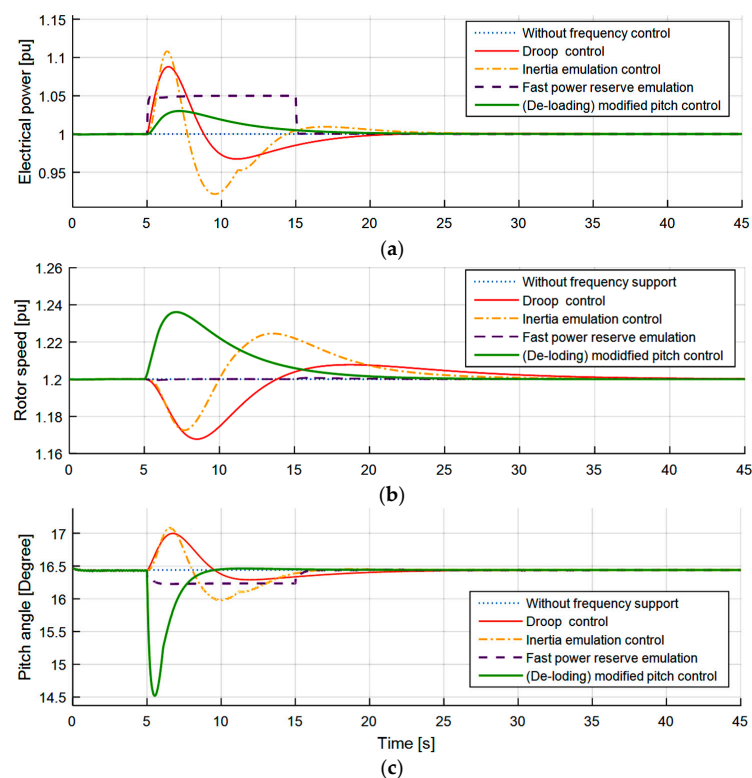 1.15
1.1
1.05
1
0.95
Electrical power [pu]
Without frequency control
Droop control
Inertia emulation control
Fast power reserve emulation
(De-loading) modified pitch control
0 5 10 15 20 25 30 35 40 45
(a)
1.26
1.24
1.22
1.2
1.18
1.16
Rotor speed [pu]
Without frequency support
Droop control
Inertia emulation control
Fast power reserve emulation
(De-loding) modidfied pitch control
0 5 10 15 20 25 30 35 40 45
(b)
17
16.5
16
15.5
15
14.5
Pitch angle [Degree]
Without frequency support
Droop control
Inertia emulation control
Fast power reserve emulation
(De-loding) modified pitch control
0 5 10 15 20 25 30 35 40 45
Time [s]
(c)